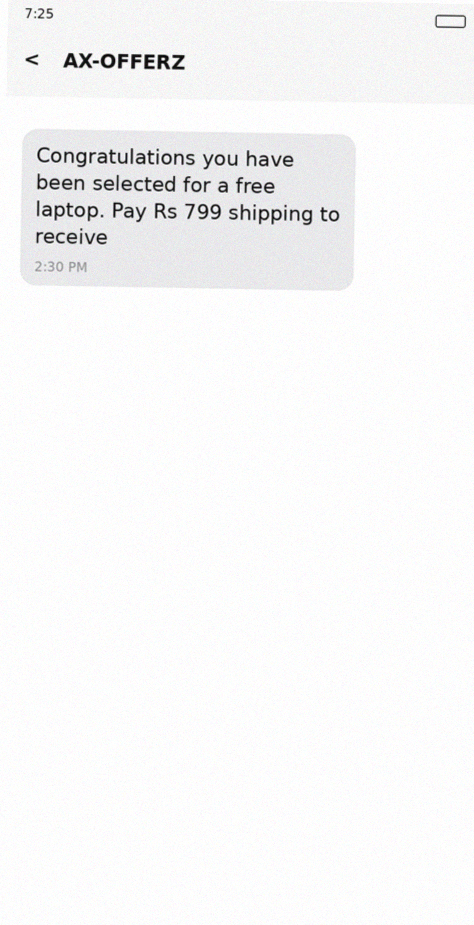 7:25
< AX-OFFERZ
Congratulations you have
been selected for a free
laptop. Pay Rs 799 shipping to
receive
2:30 PM